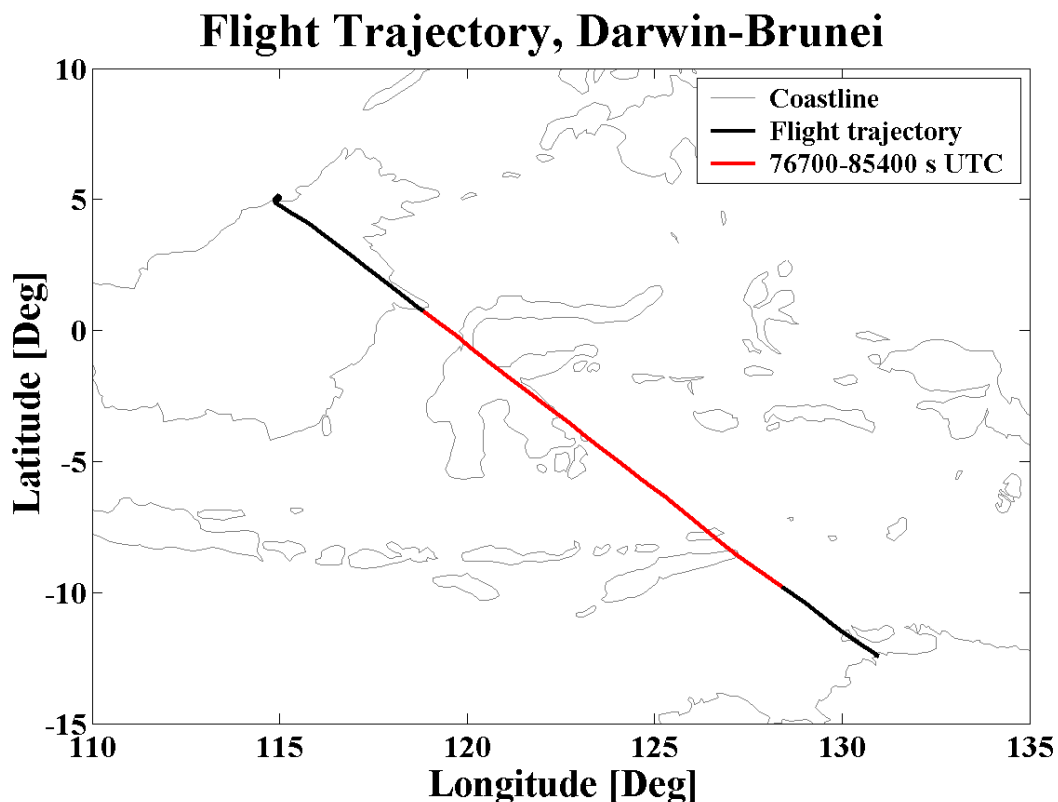 Flight Trajectory, Darwin-Brunei
Coastline
Flight trajectory
76700-85400 s UTC
Latitude [Deg]
10
5
0
-5
-10
-15
110
115
120
125
130
135
Longitude [Deg]